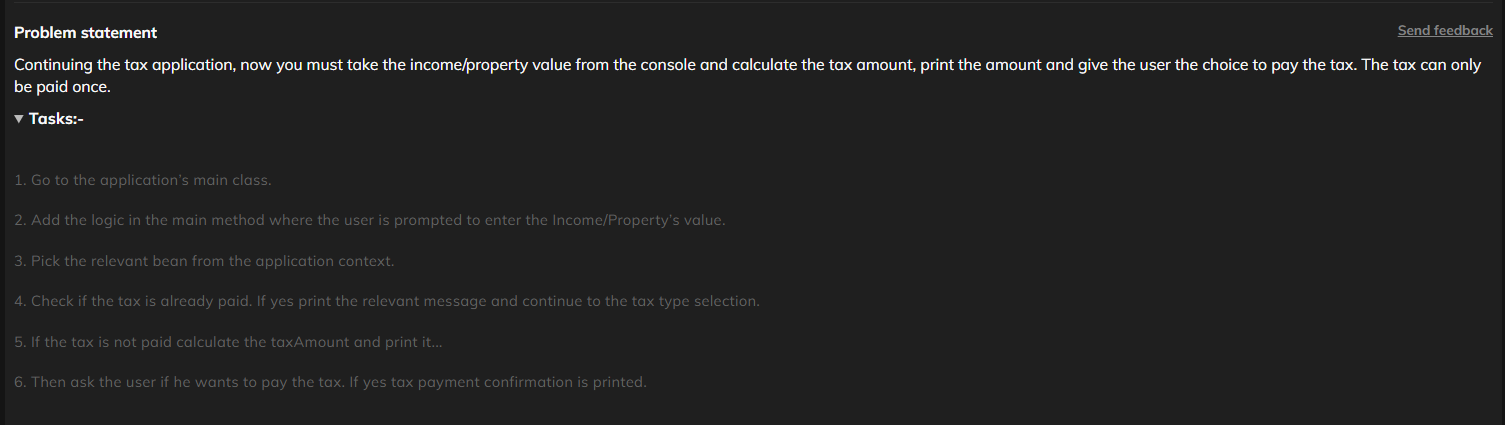 Problem statement
Send feedback
Continuing the tax application, now you must take the income/property value from the console and calculate the tax amount, print the amount and give the user the choice to pay the tax. The tax can only
be paid once.
▼ Tasks:-
1. Go to the application's main class.
2. Add the logic in the main method where the user is prompted to enter the Income/Property's value.
3. Pick the relevant bean from the application context.
4. Check if the tax is already paid. If yes print the relevant message and continue to the tax type selection.
5. If the tax is not paid calculate the taxAmount and print it...
6. Then ask the user if he wants to pay the tax. If yes tax payment confirmation is printed.